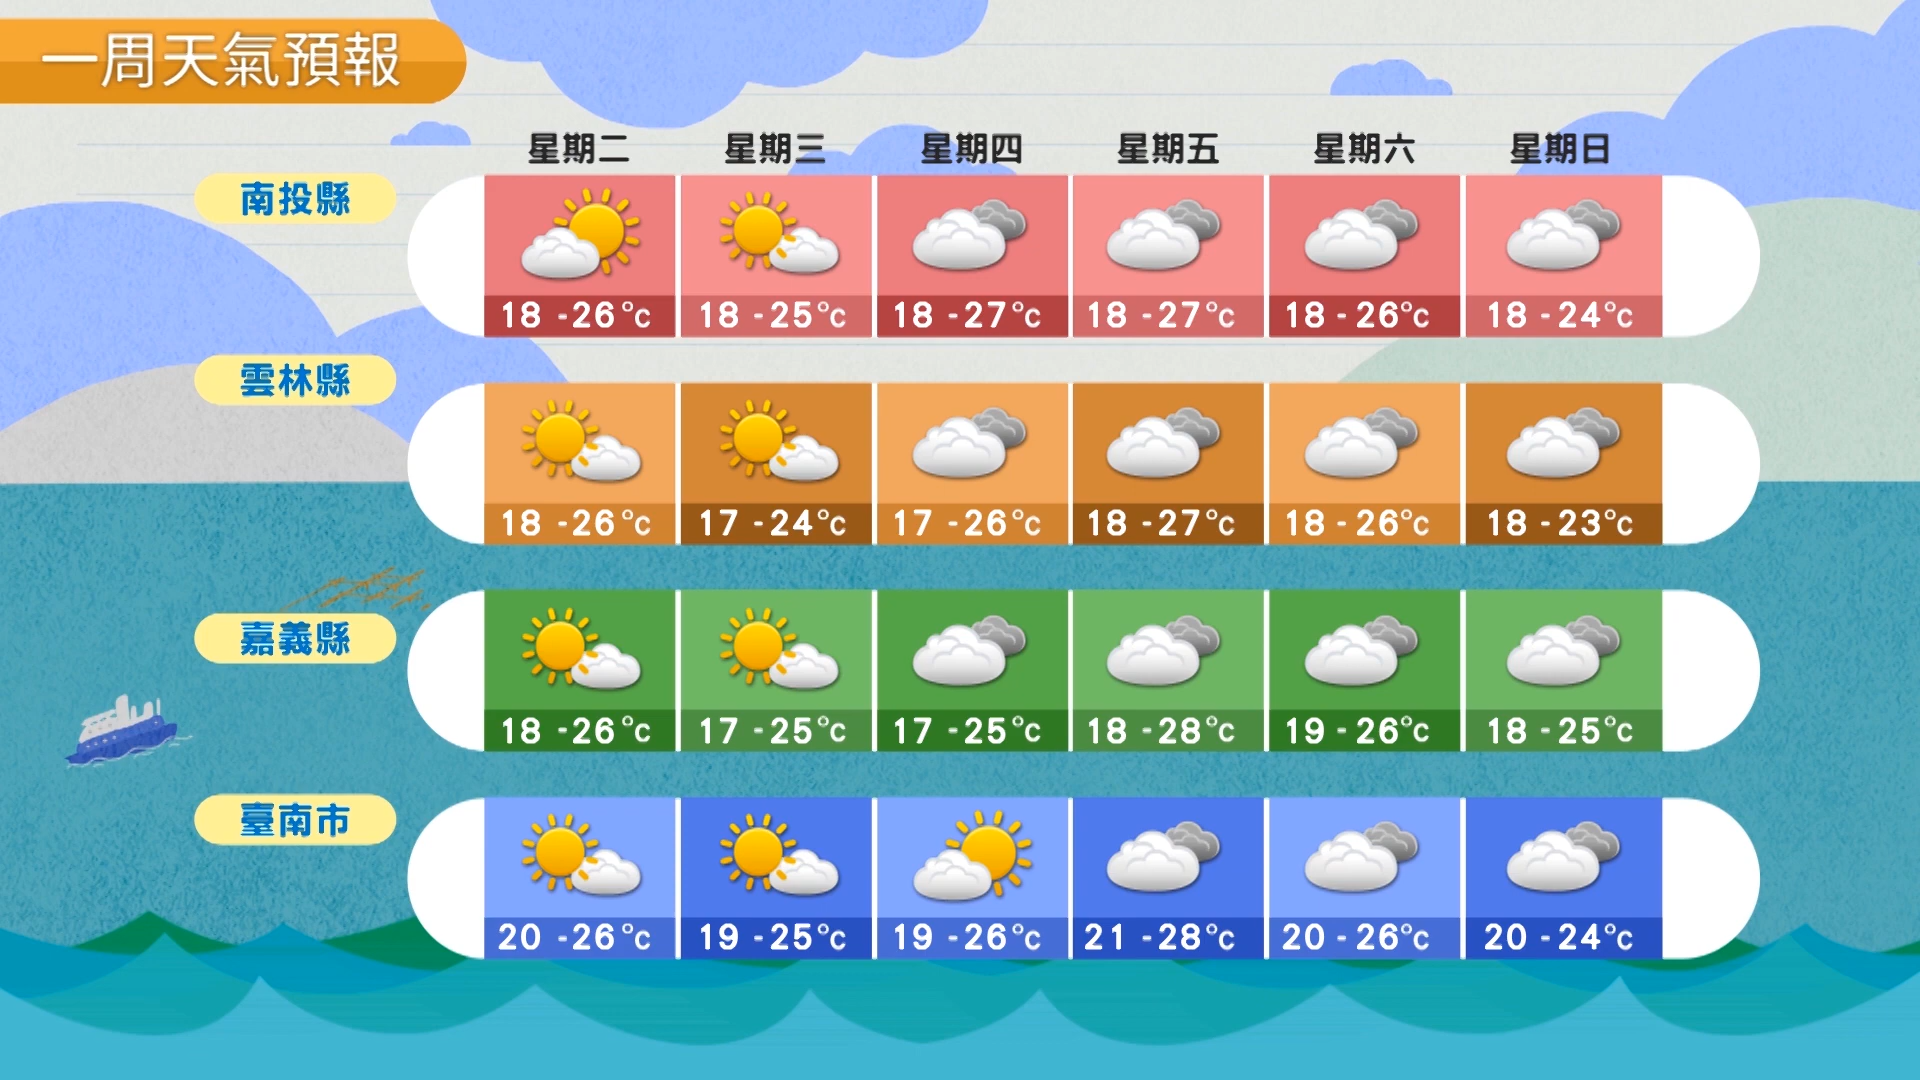 一周天氣預報
星期二 星期三 星期四 星期五 星期六 星期日
南投縣
18 -26°C 18 -25°C 18 -27°C 18 -27°C 18 -26°C 18 -24°C
雲林縣
18 -26°C 17 -24°C 17 -26°C 18 -27°C 18 -26°C 18 -23°C
嘉義縣
18 -26°C 17 -25°C 17 -25°C 18 -28°C 19 -26°C 18 -25°C
臺南市
20 -26°C 19 -25°C 19 -26°C 21 -28°C 20 -26°C 20 -24°C